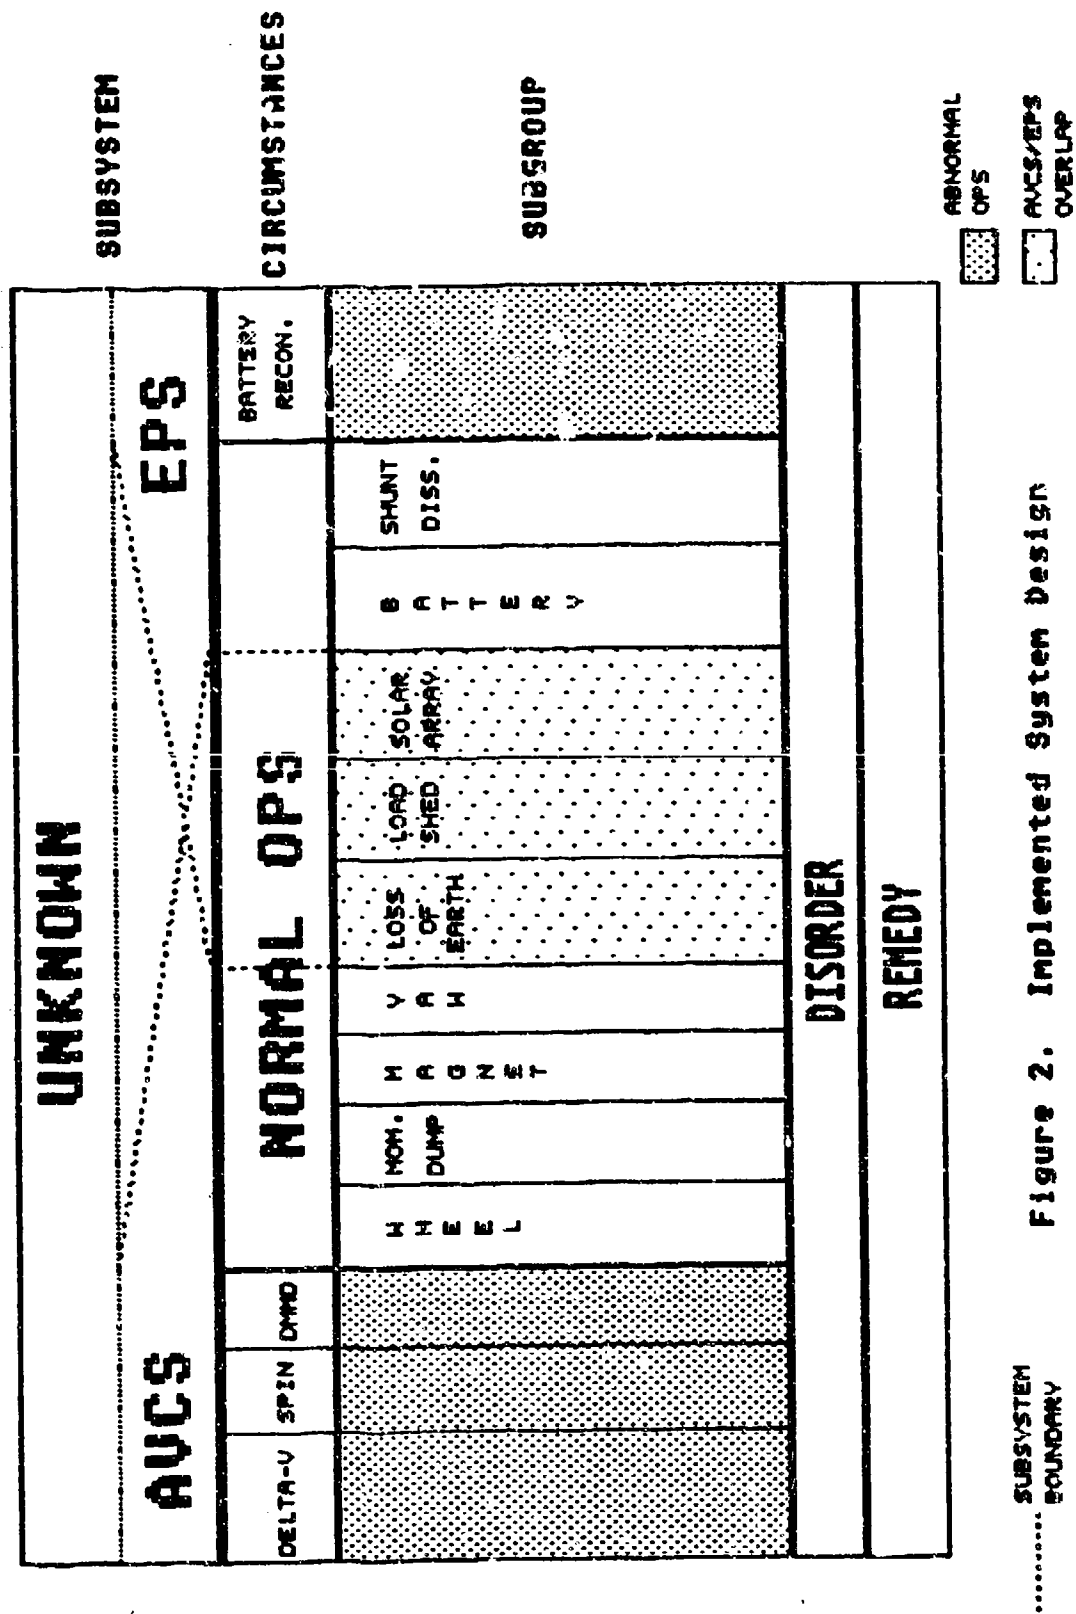 UNKNOWN
SUBSYSTEM
AVCS
EPS
DELTA-V
SPIN
DMMD
NORMAL OPS
BATTERY
RECON.
CIRCUMSTANCES
WHEEL
MOM.
DUMP
MAGNET
YAW
LOSS
OF
EARTH
LOAD
SHED
SOLAR
ARRAY
BATTERY
SHUNT
DISS.
SUBGROUP
DISORDER
REMEDY
ABNORMAL
OPS
AVCS/EPS
OVERLAP
SUBSYSTEM
BOUNDARY
Figure 2. Implemented System Design